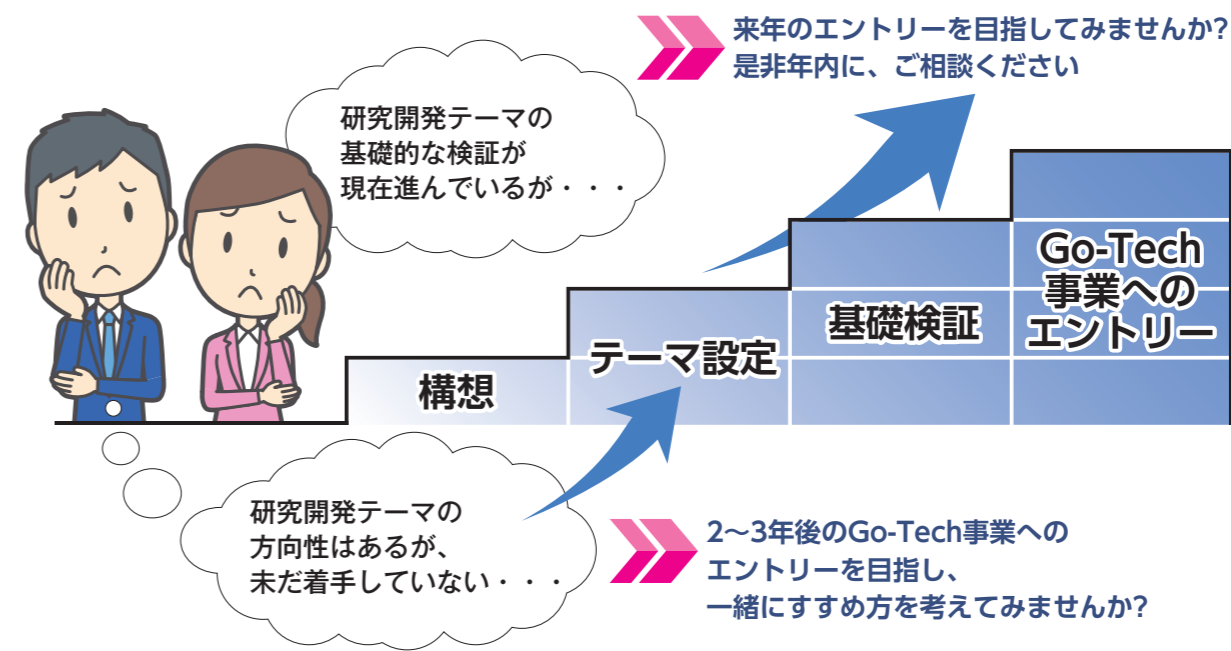 来年のエントリーを目指してみませんか?
是非年内に、ご相談ください
研究開発テーマの
基礎的な検証が
現在進んでいるが・・・
Go-Tech
事業への
エントリー
基礎検証
テーマ設定
構想
研究開発テーマの
方向性はあるが、
未だ着手していない・・・
2〜3年後のGo-Tech事業への
エントリーを目指し、
一緒にすすめ方を考えてみませんか?